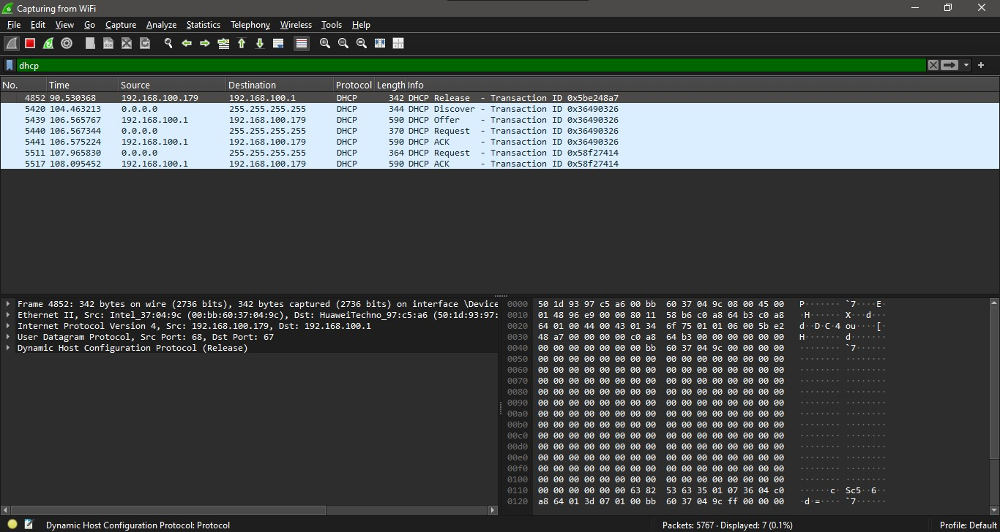 Capturing from WiFi
File Edit View Go Capture Analyze Statistics Telephony Wireless Tools Help
dhcp
No. Time Source Destination Protocol Length Info
4852 90.530368 192.168.100.179 192.168.100.1 DHCP 342 DHCP Release - Transaction ID 0x5be248a7
5420 104.463213 0.0.0.0 255.255.255.255 DHCP 344 DHCP Discover - Transaction ID 0x36490326
5439 106.565767 192.168.100.1 192.168.100.179 DHCP 590 DHCP Offer - Transaction ID 0x36490326
5440 106.567344 0.0.0.0 255.255.255.255 DHCP 370 DHCP Request - Transaction ID 0x36490326
5441 106.575224 192.168.100.1 192.168.100.179 DHCP 590 DHCP ACK - Transaction ID 0x36490326
5511 107.965830 0.0.0.0 255.255.255.255 DHCP 364 DHCP Request - Transaction ID 0x58f27414
5517 108.095452 192.168.100.1 192.168.100.179 DHCP 590 DHCP ACK - Transaction ID 0x58f27414
Frame 4852: 342 bytes on wire (2736 bits), 342 bytes captured (2736 bits) on interface \Device
Ethernet II, Src: Intel_37:04:9c (00:bb:60:37:04:9c), Dst: HuaweiTechno_97:c5:a6 (50:1d:93:97:
Internet Protocol Version 4, Src: 192.168.100.179, Dst: 192.168.100.1
User Datagram Protocol, Src Port: 68, Dst Port: 67
Dynamic Host Configuration Protocol (Release)
0000 50 1d 93 97 c5 a6 00 bb 60 37 04 9c 08 00 45 00 P······· `7····E·
0010 01 48 96 e9 00 00 80 11 58 b6 c0 a8 64 b3 c0 a8 ·H······ X···d···
0020 64 01 00 44 00 43 01 34 6f 75 01 01 06 00 5b e2 d··D·C·4 ou····[·
0030 48 a7 00 00 00 00 c0 a8 64 b3 00 00 00 00 00 00 H······· d·······
0040 00 00 00 00 00 00 00 bb 60 37 04 9c 00 00 00 00 ········ `7······
0050 00 00 00 00 00 00 00 00 00 00 00 00 00 00 00 00 ········ ········
0060 00 00 00 00 00 00 00 00 00 00 00 00 00 00 00 00 ········ ········
0070 00 00 00 00 00 00 00 00 00 00 00 00 00 00 00 00 ········ ········
0080 00 00 00 00 00 00 00 00 00 00 00 00 00 00 00 00 ········ ········
0090 00 00 00 00 00 00 00 00 00 00 00 00 00 00 00 00 ········ ········
00a0 00 00 00 00 00 00 00 00 00 00 00 00 00 00 00 00 ········ ········
00b0 00 00 00 00 00 00 00 00 00 00 00 00 00 00 00 00 ········ ········
00c0 00 00 00 00 00 00 00 00 00 00 00 00 00 00 00 00 ········ ········
00d0 00 00 00 00 00 00 00 00 00 00 00 00 00 00 00 00 ········ ········
00e0 00 00 00 00 00 00 00 00 00 00 00 00 00 00 00 00 ········ ········
00f0 00 00 00 00 00 00 00 00 00 00 00 00 00 00 00 00 ········ ········
0100 00 00 00 00 00 00 00 00 00 00 00 00 00 00 00 00 ········ ········
0110 00 00 00 00 00 00 63 82 53 63 35 01 07 36 04 c0 ······c· Sc5··6··
0120 a8 64 01 3d 07 01 00 bb 60 37 04 9c ff 00 00 00 ·d·=···· `7······
Dynamic Host Configuration Protocol: Protocol Packets: 5767 · Displayed: 7 (0.1%) Profile: Default